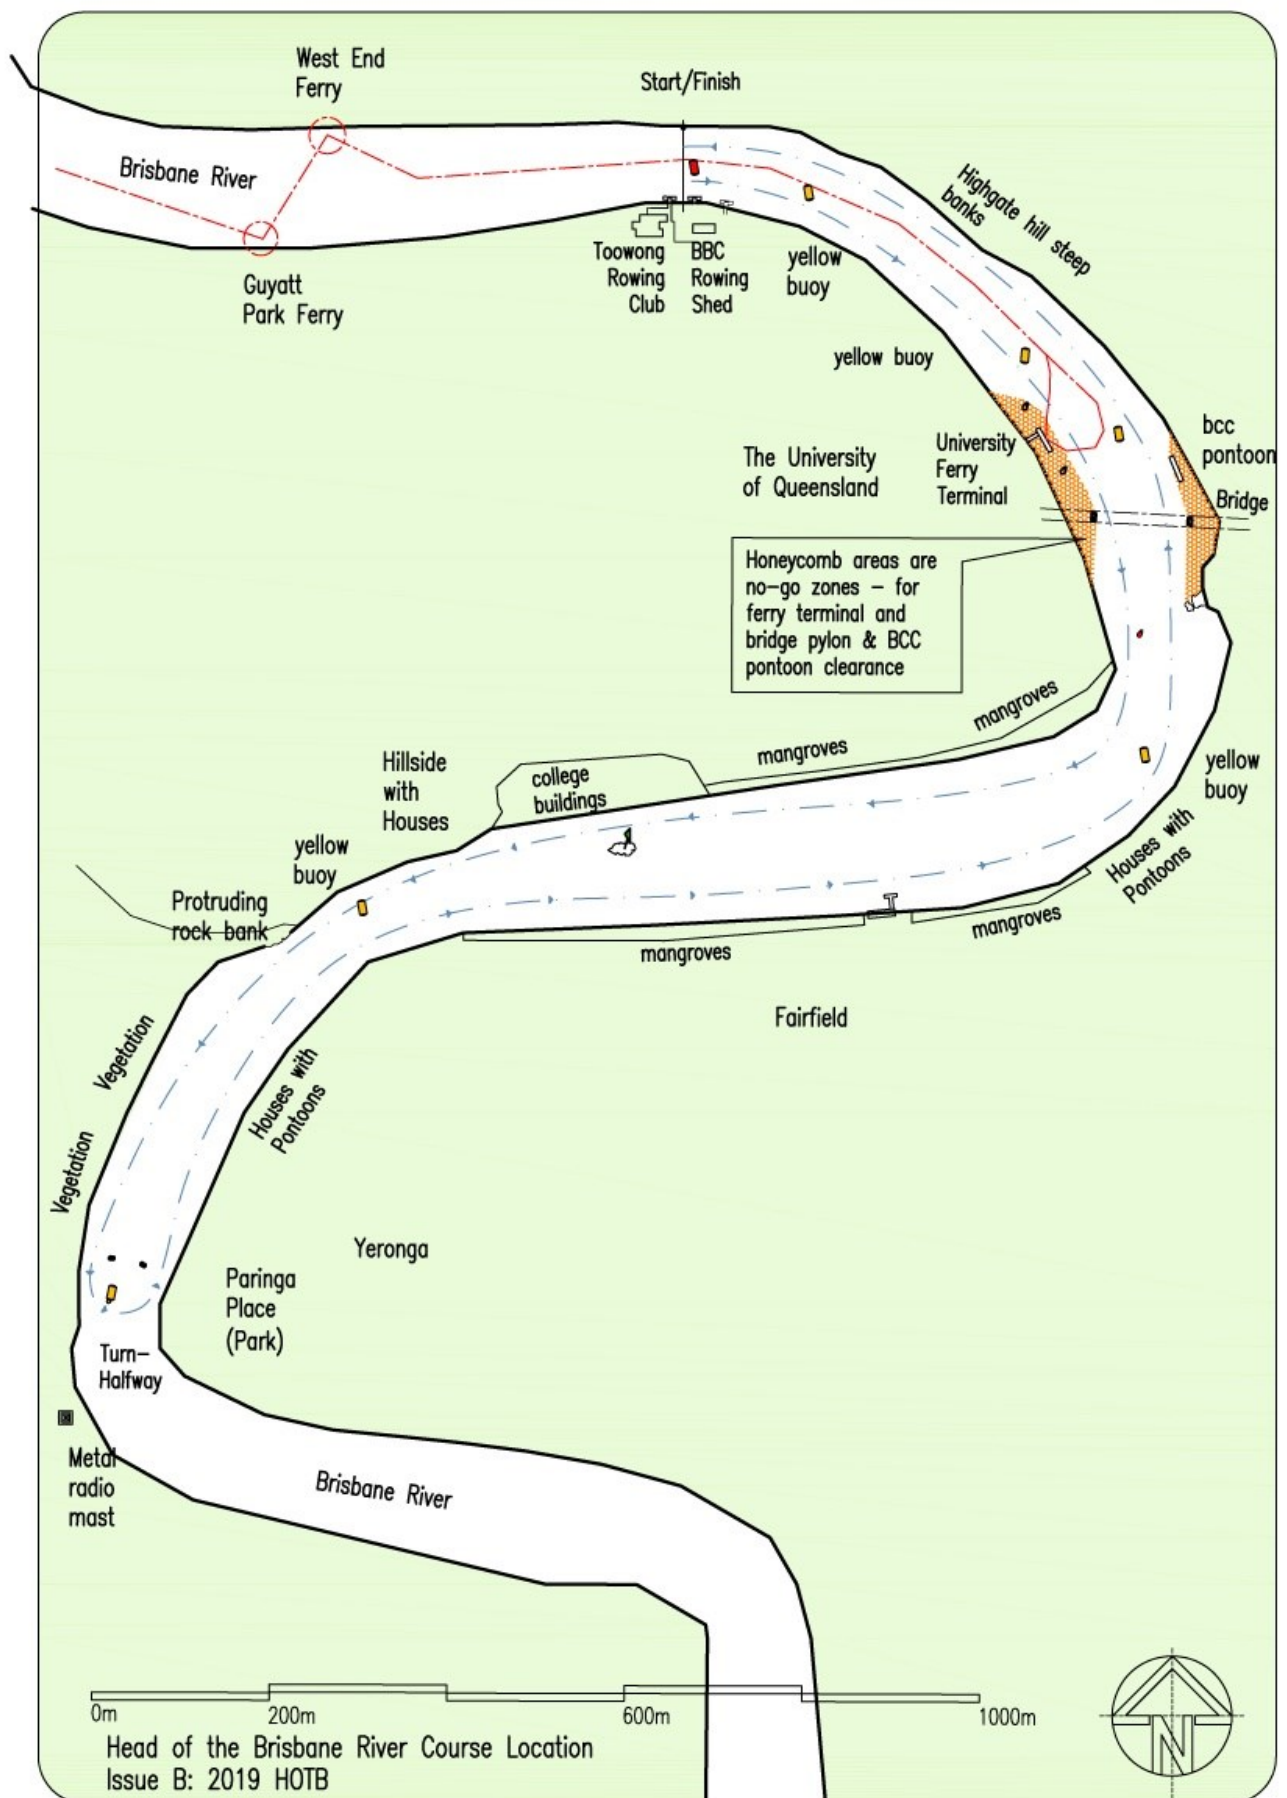 West End
Ferry
Start/Finish
Brisbane River
Highgate hill steep
banks
Guyatt
Park Ferry
Toowong
Rowing
Club
BBC
Rowing
Shed
yellow
buoy
yellow buoy
bcc
pontoon
University
Ferry
Terminal
The University
of Queensland
Bridge
Honeycomb areas are
no-go zones - for
ferry terminal and
bridge pylon & BCC
pontoon clearance
mangroves
mangroves
yellow
buoy
Hillside
with
Houses
college
buildings
yellow
buoy
Houses with
Pontoons
Protruding
rock bank
mangroves
mangroves
Fairfield
Vegetation
Houses with
Pontoons
Vegetation
Yeronga
Paringa
Place
(Park)
Turn-
Halfway
Metal
radio
mast
Brisbane River
0m
200m
600m
1000m
N
Head of the Brisbane River Course Location
Issue B: 2019 HOTB